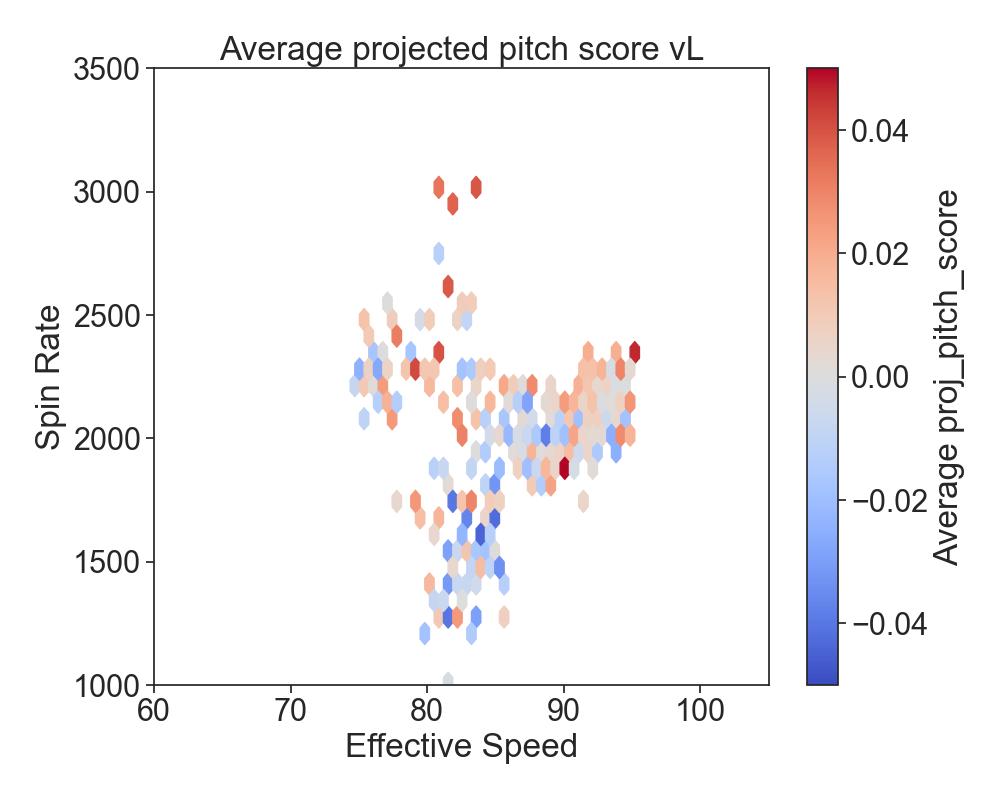 Average projected pitch score vL
3500
3000
2500
2000
1500
1000
Spin Rate
60 70 80 90 100
Effective Speed
0.04
0.02
0.00
−0.02
−0.04
Average proj_pitch_score